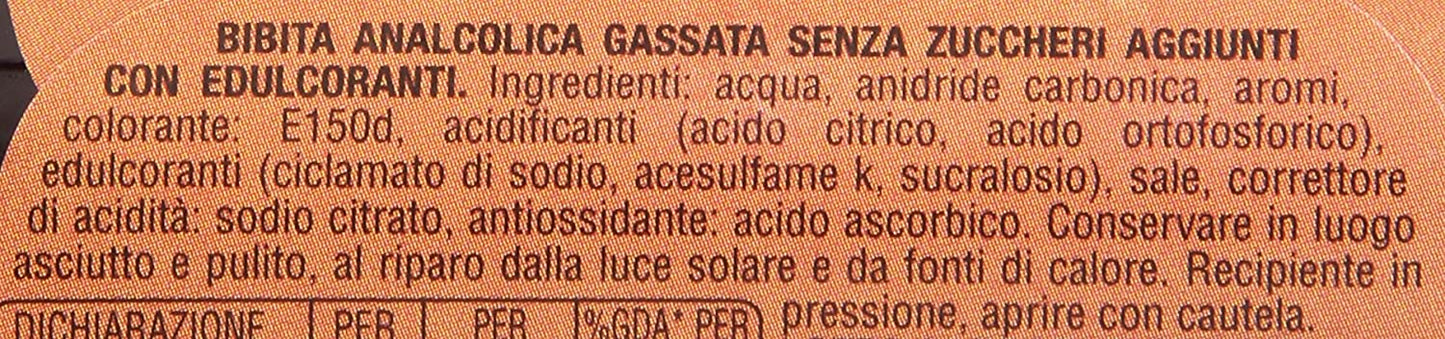 BIBITA ANALCOLICA GASSATA SENZA ZUCCHERI AGGIUNTI
CON EDULCORANTI. Ingredienti: acqua, anidride carbonica, aromi,
colorante: E150d, acidificanti (acido citrico, acido ortofosforico),
edulcoranti (ciclamato di sodio, acesulfame k, sucralosio), sale, correttore
di acidità: sodio citrato, antiossidante: acido ascorbico. Conservare in luogo
asciutto e pulito, al riparo dalla luce solare e da fonti di calore. Recipiente in
pressione, aprire con cautela.
DICHIARAZIONE PER PER %GDA* PER